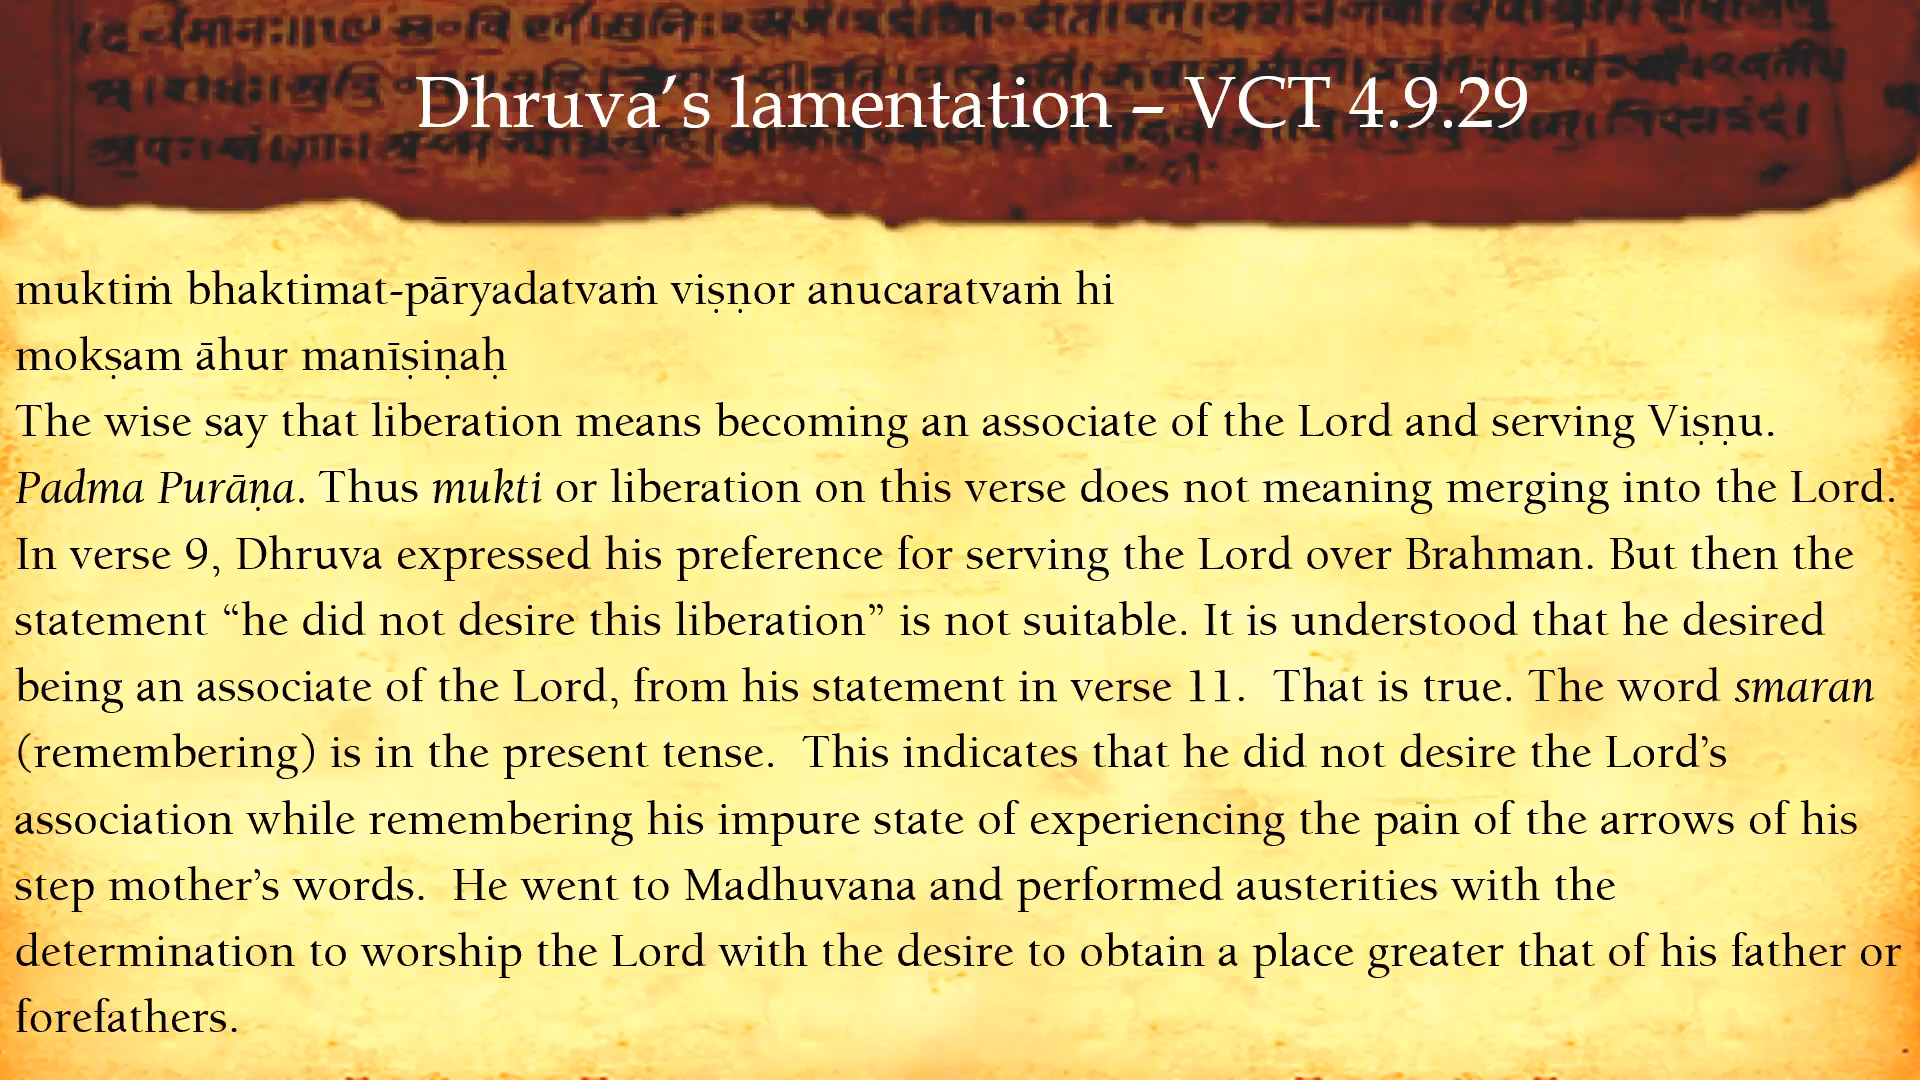 Dhruva’s lamentation – VCT 4.9.29
muktiṁ bhaktimat-pāryadatvaṁ viṣṇor anucaratvaṁ hi
mokṣam āhur manīṣiṇaḥ
The wise say that liberation means becoming an associate of the Lord and serving Viṣṇu.
Padma Purāṇa. Thus mukti or liberation on this verse does not meaning merging into the Lord.
In verse 9, Dhruva expressed his preference for serving the Lord over Brahman. But then the
statement “he did not desire this liberation” is not suitable. It is understood that he desired
being an associate of the Lord, from his statement in verse 11.  That is true. The word smaran
(remembering) is in the present tense.  This indicates that he did not desire the Lord’s
association while remembering his impure state of experiencing the pain of the arrows of his
step mother’s words.  He went to Madhuvana and performed austerities with the
determination to worship the Lord with the desire to obtain a place greater that of his father or
forefathers.